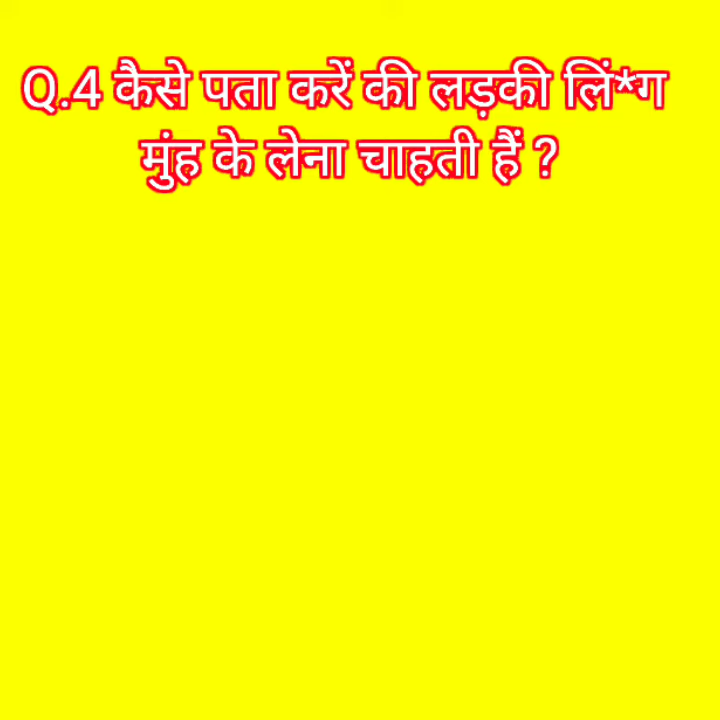 Q.4 कैसे पता करें की लड़की लिं*ग
मुंह के लेना चाहती हैं ?